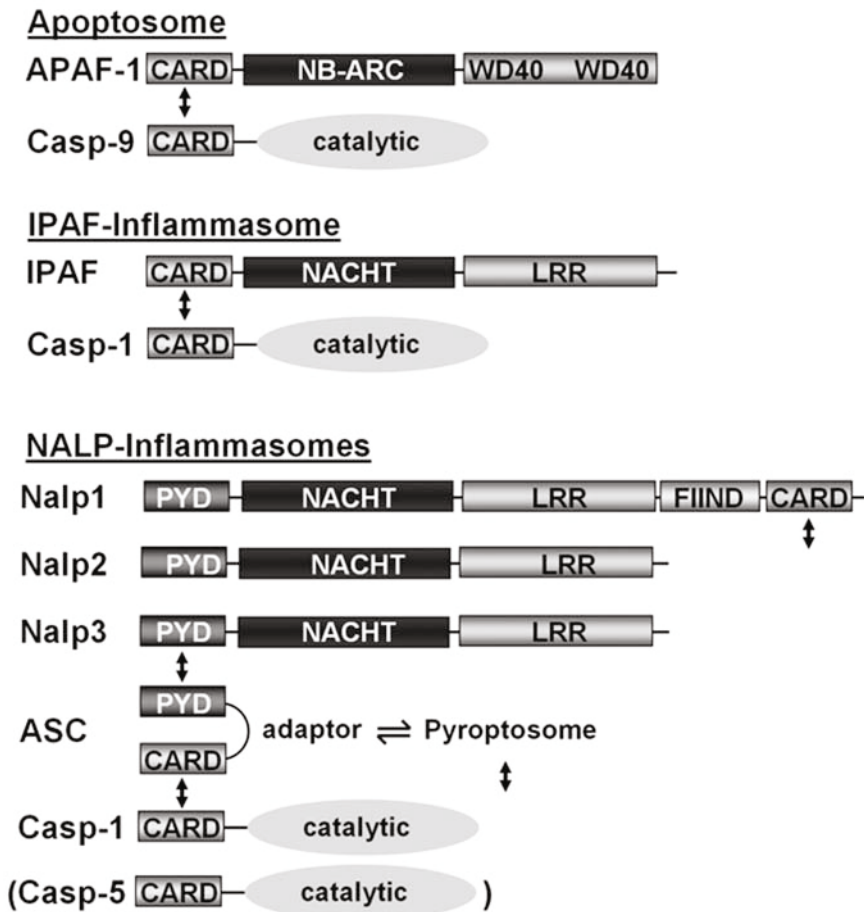 Apoptosome
APAF-1 CARD NB-ARC WD40 WD40
Casp-9 CARD catalytic
IPAF-Inflammasome
IPAF CARD NACHT LRR
Casp-1 CARD catalytic
NALP-Inflammasomes
Nalp1 PYD NACHT LRR FIIND CARD
Nalp2 PYD NACHT LRR
Nalp3 PYD NACHT LRR
PYD
ASC adaptor ⇌ Pyroptosome
CARD
Casp-1 CARD catalytic
(Casp-5 CARD catalytic )